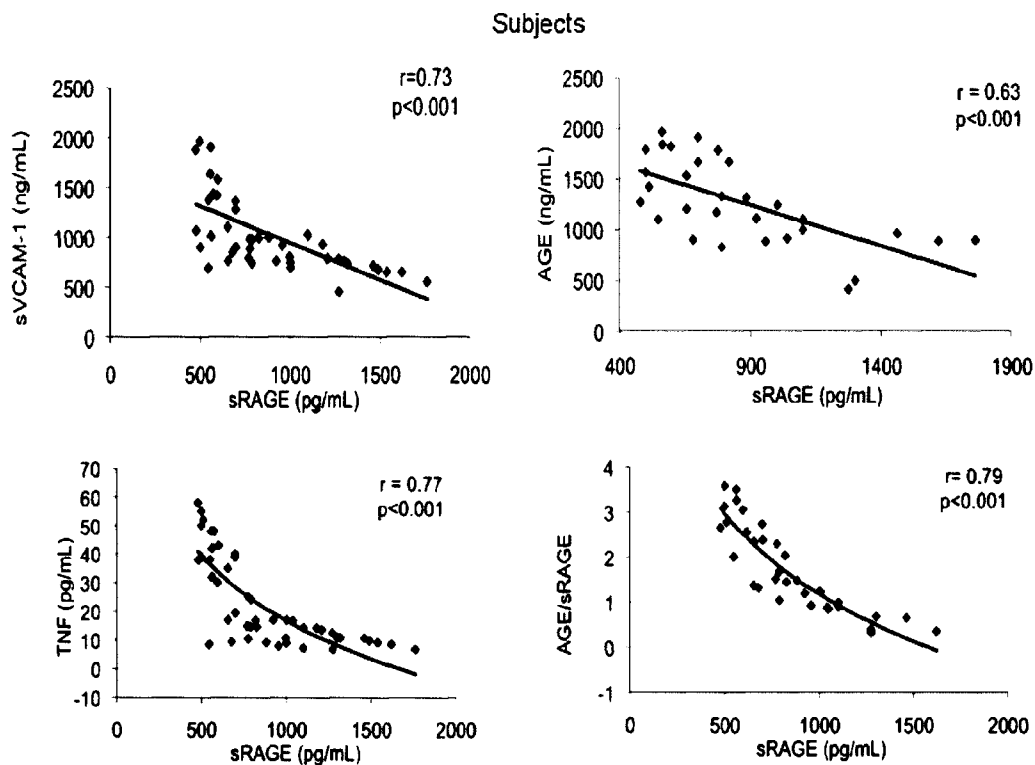 Subjects
r=0.73
p<0.001
2500
2000
1500
1000
500
0
sVCAM-1 (ng/mL)
0 500 1000 1500 2000
sRAGE (pg/mL)
r = 0.63
p<0.001
2500
2000
1500
1000
500
0
AGE (ng/mL)
400 900 1400 1900
sRAGE (pg/mL)
r = 0.77
p<0.001
70
60
50
40
30
20
10
0
-10
TNF (pg/mL)
0 500 1000 1500 2000
sRAGE (pg/mL)
r= 0.79
p<0.001
4
3
2
1
0
-1
AGE/sRAGE
0 500 1000 1500 2000
sRAGE (pg/mL)